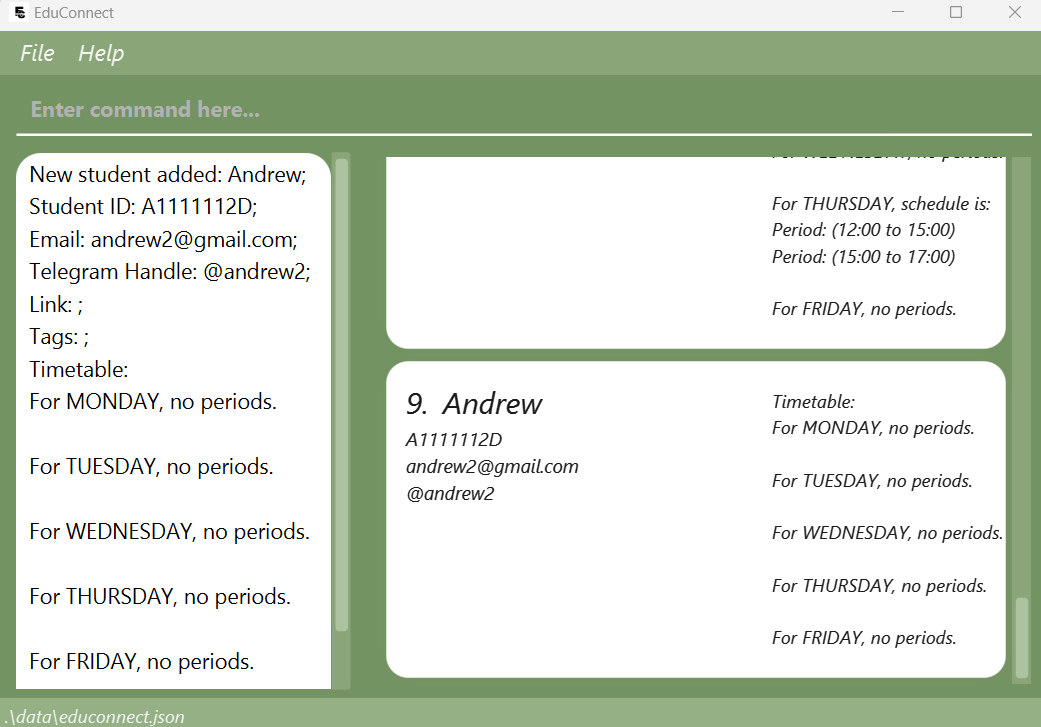 EduConnect
File Help
Enter command here...
New student added: Andrew;
Student ID: A1111112D;
Email: andrew2@gmail.com;
Telegram Handle: @andrew2;
Link: ;
Tags: ;
Timetable:
For MONDAY, no periods.
For TUESDAY, no periods.
For WEDNESDAY, no periods.
For THURSDAY, no periods.
For FRIDAY, no periods.
For WEDNESDAY, no periods.
For THURSDAY, schedule is:
Period: (12:00 to 15:00)
Period: (15:00 to 17:00)
For FRIDAY, no periods.
9. Andrew
A1111112D
andrew2@gmail.com
@andrew2
Timetable:
For MONDAY, no periods.
For TUESDAY, no periods.
For WEDNESDAY, no periods.
For THURSDAY, no periods.
For FRIDAY, no periods.
.\data\educonnect.json